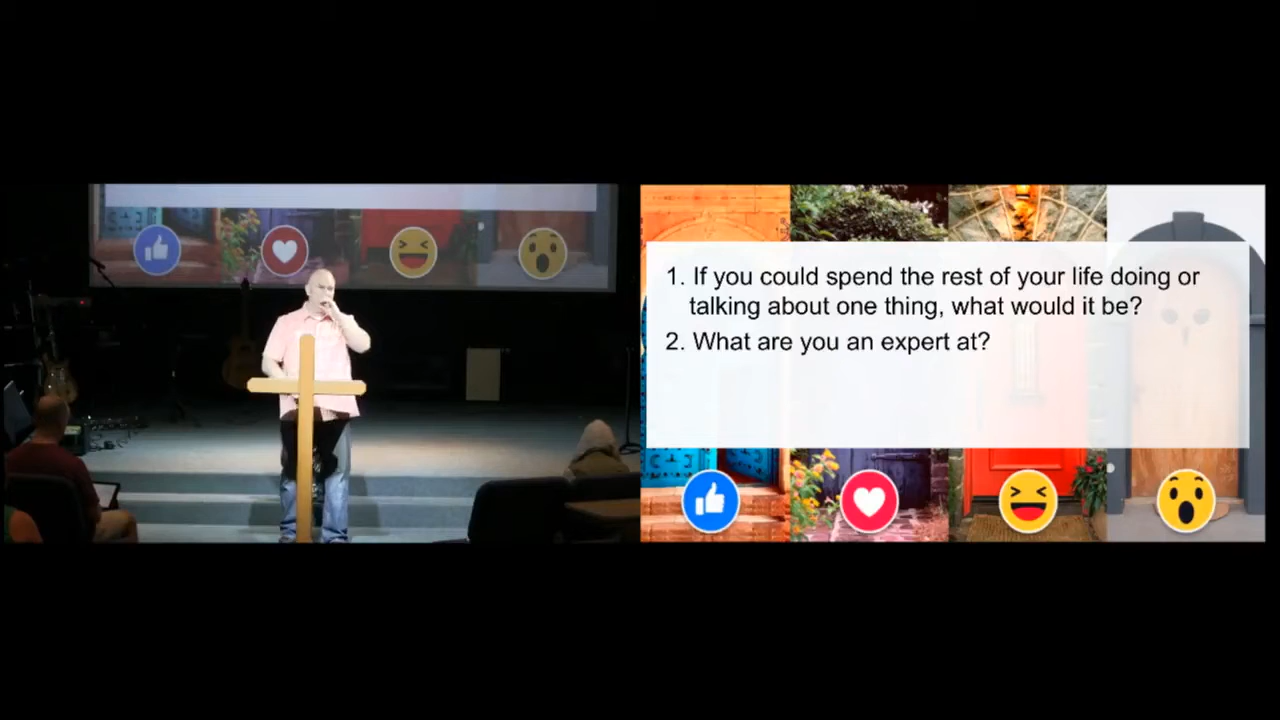 1. If you could spend the rest of your life doing or
talking about one thing, what would it be?
2. What are you an expert at?